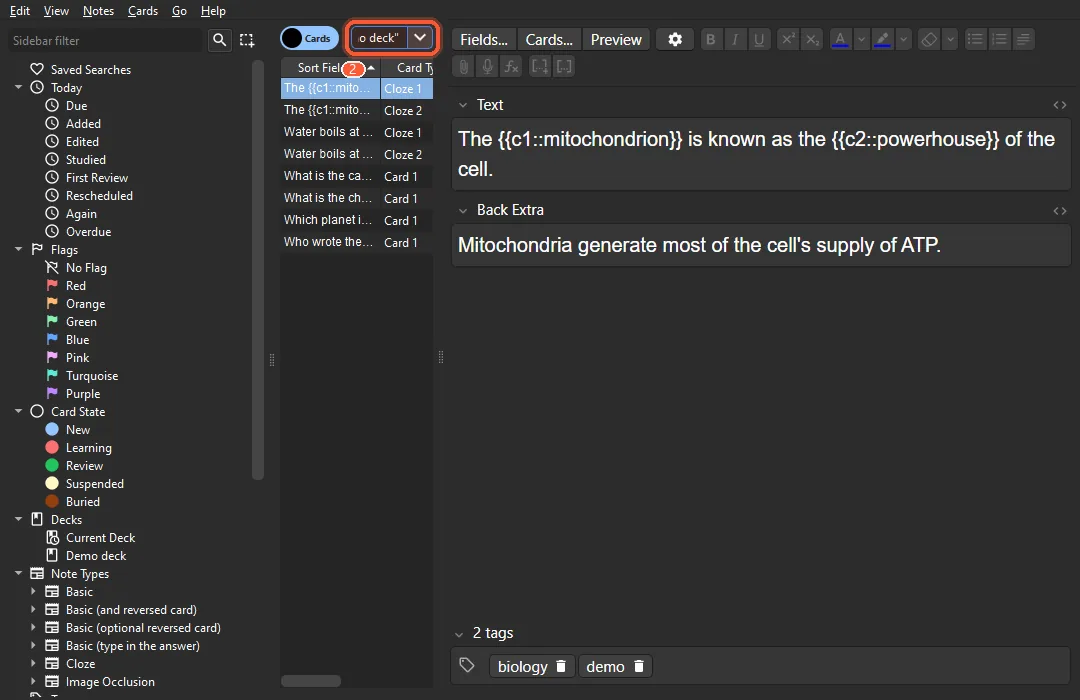 Edit View Notes Cards Go Help
Sidebar filter
Cards
o deck"
Fields... Cards... Preview
B I U x² x₂ A
fx [..]+ [..]
Saved Searches
Today
Due
Added
Edited
Studied
First Review
Rescheduled
Again
Overdue
Flags
No Flag
Red
Orange
Green
Blue
Pink
Turquoise
Purple
Card State
New
Learning
Review
Suspended
Buried
Decks
Current Deck
Demo deck
Note Types
Basic
Basic (and reversed card)
Basic (optional reversed card)
Basic (type in the answer)
Cloze
Image Occlusion
Sort Fiel 2 Card Ty
The {{c1::mito... Cloze 1
The {{c1::mito... Cloze 2
Water boils at ... Cloze 1
Water boils at ... Cloze 2
What is the ca... Card 1
What is the ch... Card 1
Which planet i... Card 1
Who wrote the... Card 1
Text
The {{c1::mitochondrion}} is known as the {{c2::powerhouse}} of the
cell.
Back Extra
Mitochondria generate most of the cell's supply of ATP.
2 tags
biology demo